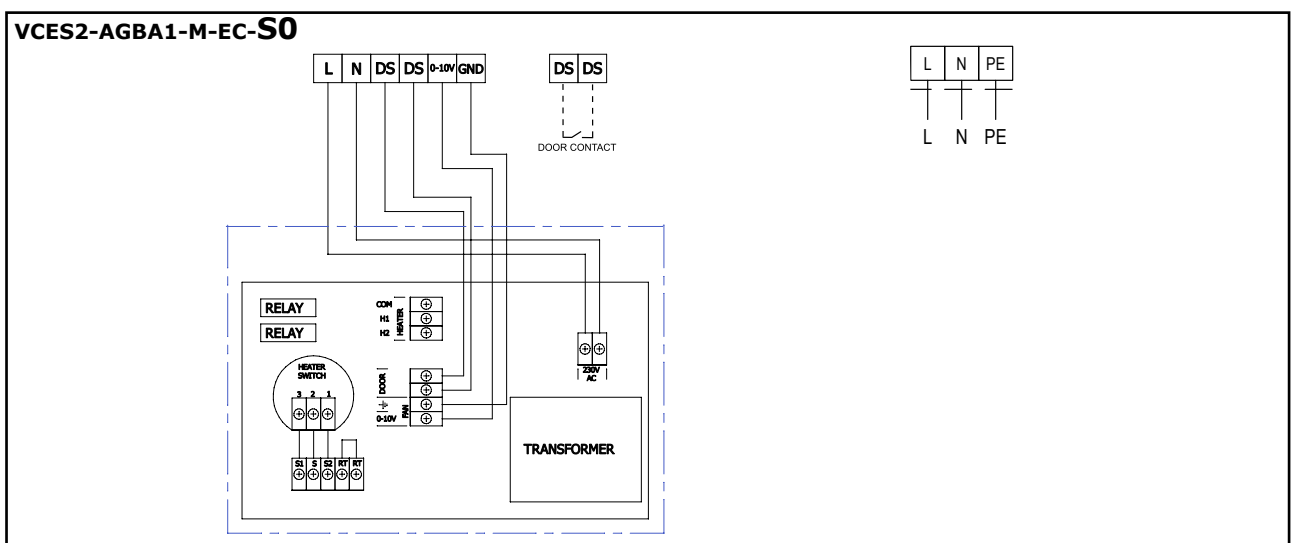 VCES2-AGBA1-M-EC-S0
L N DS DS 0-10V GND
DS DS
DOOR CONTACT
L N PE
L N PE
RELAY
RELAY
COM
H1
H2
HEATER
HEATER
SWITCH
3 2 1
DOOR
FAN
0-10V
230V
AC
S1 S S2 RT RT
TRANSFORMER